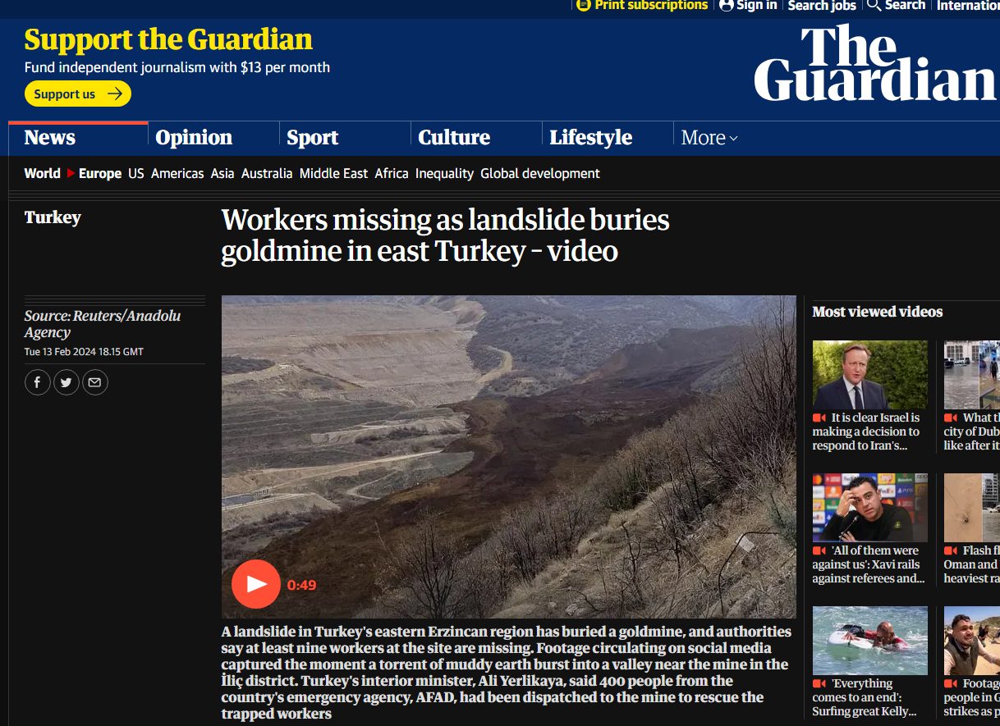 Print subscriptions
Sign in
Search jobs
Search
Support the Guardian
Fund independent journalism with $13 per month
Support us
The
Guardian
News
Opinion
Sport
Culture
Lifestyle
More
World
Europe
US
Americas
Asia
Australia
Middle East
Africa
Inequality
Global development
Turkey
Workers missing as landslide buries
goldmine in east Turkey – video
Source: Reuters/Anadolu
Agency
Tue 13 Feb 2024 18.15 GMT
0:49
A landslide in Turkey's eastern Erzincan region has buried a goldmine, and authorities
say at least nine workers at the site are missing. Footage circulating on social media
captured the moment a torrent of muddy earth burst into a valley near the mine in the
İliç district. Turkey's interior minister, Ali Yerlikaya, said 400 people from the
country's emergency agency, AFAD, had been dispatched to the mine to rescue the
trapped workers
Most viewed videos
It is clear Israel is
making a decision to
respond to Iran's...
What
city of
like after it
'All of them were
against us': Xavi rails
against referees and...
Flash
Oman and
heaviest
'Everything
comes to an end':
Surfing great Kelly...
people in
strikes as